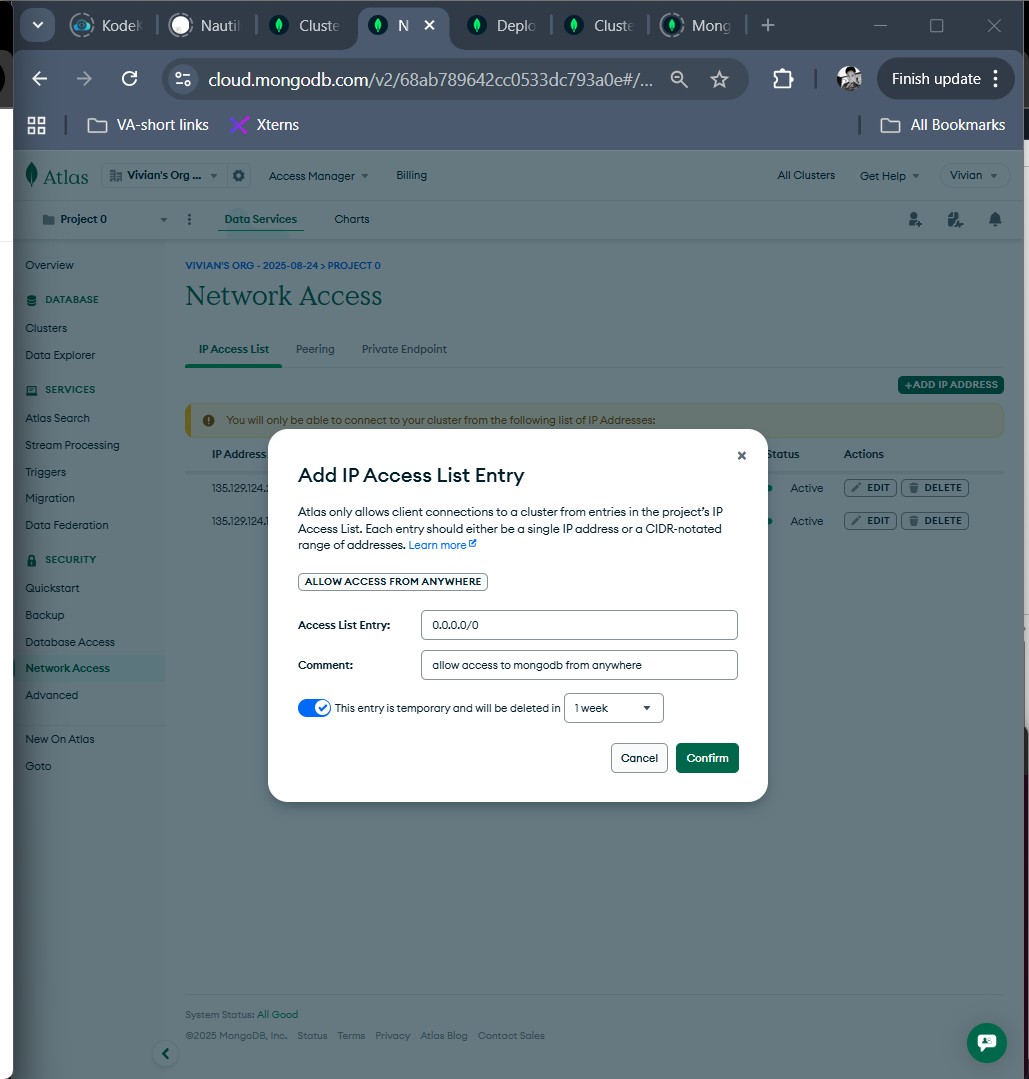 KodeK
Nautil
Cluste
N
Deplo
Cluste
Mong
cloud.mongodb.com/v2/68ab789642cc0533dc793a0e#/...
Finish update
VA-short links
Xterns
All Bookmarks
Atlas
Vivian's Org ...
Access Manager
Billing
All Clusters
Get Help
Vivian
Project 0
Data Services
Charts
Overview
DATABASE
Clusters
Data Explorer
SERVICES
Atlas Search
Stream Processing
Triggers
Migration
Data Federation
SECURITY
Quickstart
Backup
Database Access
Network Access
Advanced
New On Atlas
Goto
VIVIAN'S ORG - 2025-08-24 > PROJECT 0
Network Access
IP Access List
Peering
Private Endpoint
+ADD IP ADDRESS
You will only be able to connect to your cluster from the following list of IP Addresses:
IP Address
Status
Actions
135.129.124.
Active
EDIT
DELETE
135.129.124.1
Active
EDIT
DELETE
Add IP Access List Entry
Atlas only allows client connections to a cluster from entries in the project's IP
Access List. Each entry should either be a single IP address or a CIDR-notated
range of addresses. Learn more
ALLOW ACCESS FROM ANYWHERE
Access List Entry:
0.0.0.0/0
Comment:
allow access to mongodb from anywhere
This entry is temporary and will be deleted in
1 week
Cancel
Confirm
System Status: All Good
©2025 MongoDB, Inc. Status Terms Privacy Atlas Blog Contact Sales